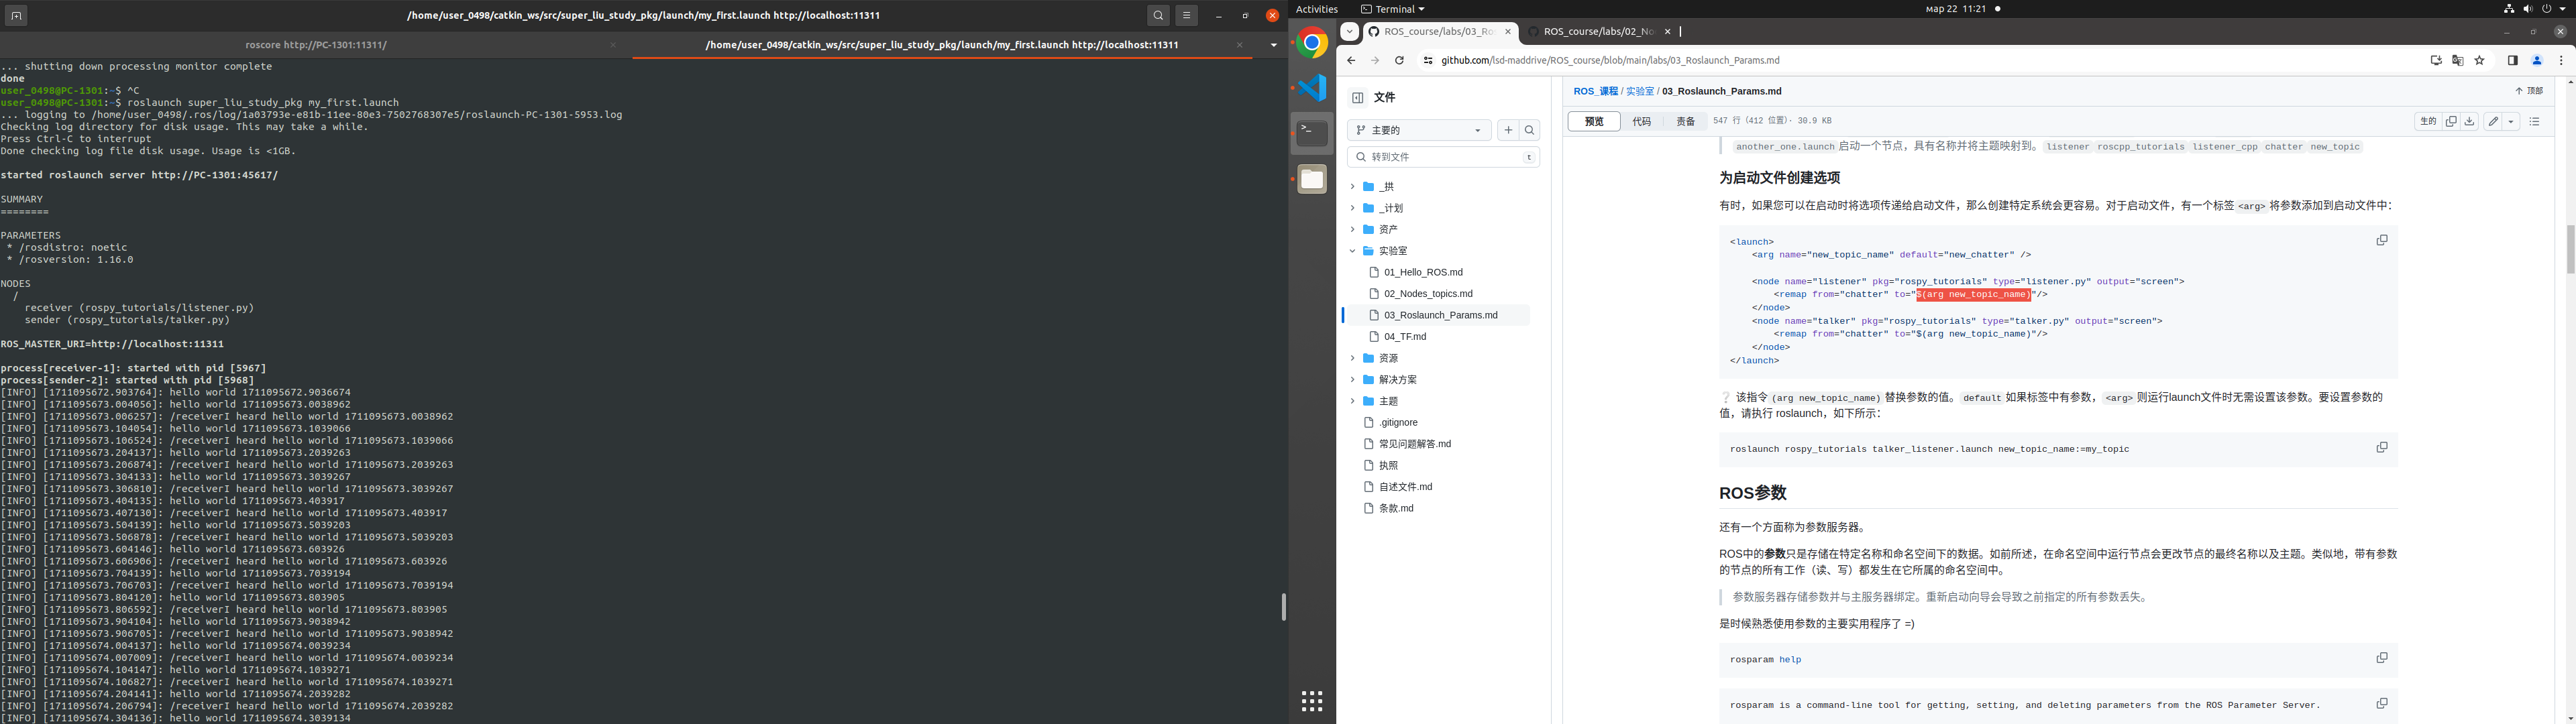 /home/user_0498/catkin_ws/src/super_liu_study_pkg/launch/my_first.launch http://localhost:11311
roscore http://PC-1301:11311/
/home/user_0498/catkin_ws/src/super_liu_study_pkg/launch/my_first.launch http://localhost:11311
... shutting down processing monitor complete
done
user_0498@PC-1301:~$ ^C
user_0498@PC-1301:~$ roslaunch super_liu_study_pkg my_first.launch
... logging to /home/user_0498/.ros/log/1a03793e-e81b-11ee-80e3-7502768307e5/roslaunch-PC-1301-5953.log
Checking log directory for disk usage. This may take a while.
Press Ctrl-C to interrupt
Done checking log file disk usage. Usage is <1GB.
started roslaunch server http://PC-1301:45617/
SUMMARY
========
PARAMETERS
* /rosdistro: noetic
* /rosversion: 1.16.0
NODES
/
receiver (rospy_tutorials/listener.py)
sender (rospy_tutorials/talker.py)
ROS_MASTER_URI=http://localhost:11311
process[receiver-1]: started with pid [5967]
process[sender-2]: started with pid [5968]
[INFO] [1711095672.903764]: hello world 1711095672.9036674
[INFO] [1711095673.004056]: hello world 1711095673.0038962
[INFO] [1711095673.006257]: /receiverI heard hello world 1711095673.0038962
[INFO] [1711095673.104054]: hello world 1711095673.1039066
[INFO] [1711095673.106524]: /receiverI heard hello world 1711095673.1039066
[INFO] [1711095673.204137]: hello world 1711095673.2039263
[INFO] [1711095673.206874]: /receiverI heard hello world 1711095673.2039263
[INFO] [1711095673.304133]: hello world 1711095673.3039267
[INFO] [1711095673.306810]: /receiverI heard hello world 1711095673.3039267
[INFO] [1711095673.404135]: hello world 1711095673.403917
[INFO] [1711095673.407130]: /receiverI heard hello world 1711095673.403917
[INFO] [1711095673.504139]: hello world 1711095673.5039203
[INFO] [1711095673.506878]: /receiverI heard hello world 1711095673.5039203
[INFO] [1711095673.604146]: hello world 1711095673.603926
[INFO] [1711095673.606906]: /receiverI heard hello world 1711095673.603926
[INFO] [1711095673.704139]: hello world 1711095673.7039194
[INFO] [1711095673.706703]: /receiverI heard hello world 1711095673.7039194
[INFO] [1711095673.804120]: hello world 1711095673.803905
[INFO] [1711095673.806592]: /receiverI heard hello world 1711095673.803905
[INFO] [1711095673.904104]: hello world 1711095673.9038942
[INFO] [1711095673.906705]: /receiverI heard hello world 1711095673.9038942
[INFO] [1711095674.004137]: hello world 1711095674.0039234
[INFO] [1711095674.007009]: /receiverI heard hello world 1711095674.0039234
[INFO] [1711095674.104147]: hello world 1711095674.1039271
[INFO] [1711095674.106827]: /receiverI heard hello world 1711095674.1039271
[INFO] [1711095674.204141]: hello world 1711095674.2039282
[INFO] [1711095674.206794]: /receiverI heard hello world 1711095674.2039282
[INFO] [1711095674.304136]: hello world 1711095674.3039134
Activities
Terminal
мар 22 11:21
ROS_course/labs/03_Ro
ROS_course/labs/02_No
github.com/lsd-maddrive/ROS_course/blob/main/labs/03_Roslaunch_Params.md
文件
主要的
转到文件
t
_拱
_计划
资产
实验室
01_Hello_ROS.md
02_Nodes_topics.md
03_Roslaunch_Params.md
04_TF.md
资源
解决方案
主题
.gitignore
常见问题解答.md
执照
自述文件.md
条款.md
ROS_课程 / 实验室 / 03_Roslaunch_Params.md
顶部
预览 代码 责备 547 行 (412 位置) · 30.9 KB
生的
another_one.launch启动一个节点，具有名称并将主题映射到。listener roscpp_tutorials listener_cpp chatter new_topic
为启动文件创建选项
有时，如果您可以在启动时将选项传递给启动文件，那么创建特定系统会更容易。对于启动文件，有一个标签<arg>将参数添加到启动文件中：
<launch>
<arg name="new_topic_name" default="new_chatter" />
<node name="listener" pkg="rospy_tutorials" type="listener.py" output="screen">
<remap from="chatter" to="$(arg new_topic_name)"/>
</node>
<node name="talker" pkg="rospy_tutorials" type="talker.py" output="screen">
<remap from="chatter" to="$(arg new_topic_name)"/>
</node>
</launch>
❔ 该指令(arg new_topic_name)替换参数的值。default如果标签中有参数，<arg>则运行launch文件时无需设置该参数。要设置参数的
值，请执行 roslaunch，如下所示：
roslaunch rospy_tutorials talker_listener.launch new_topic_name:=my_topic
ROS参数
还有一个方面称为参数服务器。
ROS中的参数只是存储在特定名称和命名空间下的数据。如前所述，在命名空间中运行节点会更改节点的最终名称以及主题。类似地，带有参数
的节点的所有工作（读、写）都发生在它所属的命名空间中。
参数服务器存储参数并与主服务器绑定。重新启动向导会导致之前指定的所有参数丢失。
是时候熟悉使用参数的主要实用程序了 =)
rosparam help
rosparam is a command-line tool for getting, setting, and deleting parameters from the ROS Parameter Server.